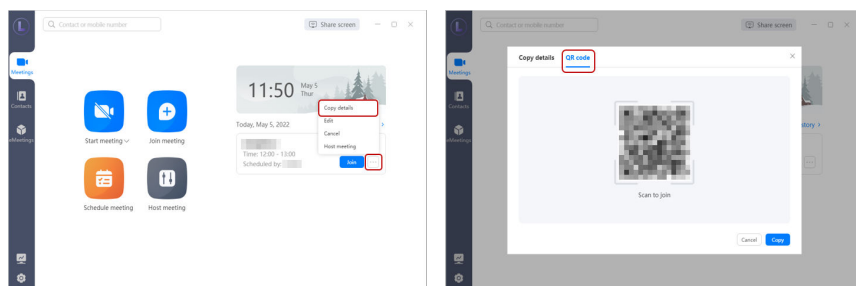 Contact or mobile number
Share screen
Meetings
Contacts
eMeetings
Start meeting
Join meeting
Schedule meeting
Host meeting
11:50
May 5
Thur
Today, May 5, 2022
Copy details
Edit
Cancel
Host meeting
Time: 12:00 - 13:00
Scheduled by:
Join
Contact or mobile number
Share screen
Meetings
Contacts
eMeetings
Copy details QR code
Scan to Join
Cancel Copy